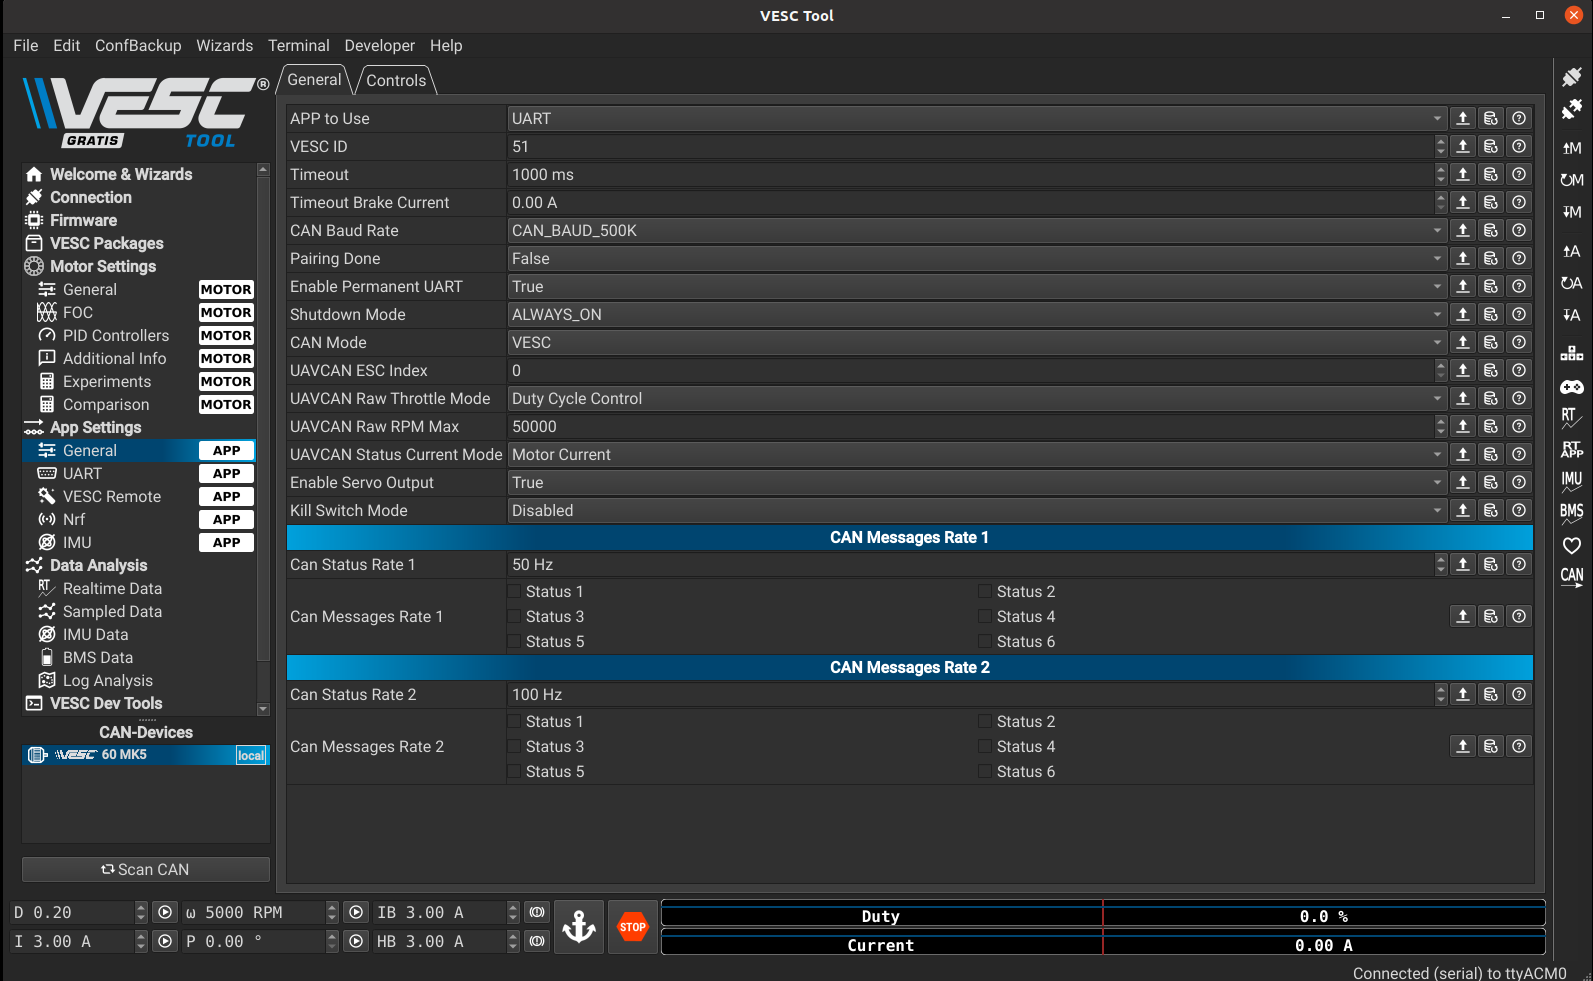 VESC Tool
File Edit ConfBackup Wizards Terminal Developer Help
VESC ®
GRATIS TOOL
Welcome & Wizards
Connection
Firmware
VESC Packages
Motor Settings
General MOTOR
FOC MOTOR
PID Controllers MOTOR
Additional Info MOTOR
Experiments MOTOR
Comparison MOTOR
App Settings
General APP
UART APP
VESC Remote APP
Nrf APP
IMU APP
Data Analysis
RT Realtime Data
Sampled Data
IMU Data
BMS Data
Log Analysis
VESC Dev Tools
CAN-Devices
VESC 60 MK5 local
Scan CAN
General Controls
APP to Use UART
VESC ID 51
Timeout 1000 ms
Timeout Brake Current 0.00 A
CAN Baud Rate CAN_BAUD_500K
Pairing Done False
Enable Permanent UART True
Shutdown Mode ALWAYS_ON
CAN Mode VESC
UAVCAN ESC Index 0
UAVCAN Raw Throttle Mode Duty Cycle Control
UAVCAN Raw RPM Max 50000
UAVCAN Status Current Mode Motor Current
Enable Servo Output True
Kill Switch Mode Disabled
CAN Messages Rate 1
Can Status Rate 1 50 Hz
Can Messages Rate 1
Status 1 Status 2
Status 3 Status 4
Status 5 Status 6
CAN Messages Rate 2
Can Status Rate 2 100 Hz
Can Messages Rate 2
Status 1 Status 2
Status 3 Status 4
Status 5 Status 6
M
M
M
A
A
A
RT
RT APP
IMU
BMS
CAN
D 0.20 ω 5000 RPM IB 3.00 A
I 3.00 A P 0.00 ° HB 3.00 A
STOP
Duty 0.0 %
Current 0.00 A
Connected (serial) to ttyACM0